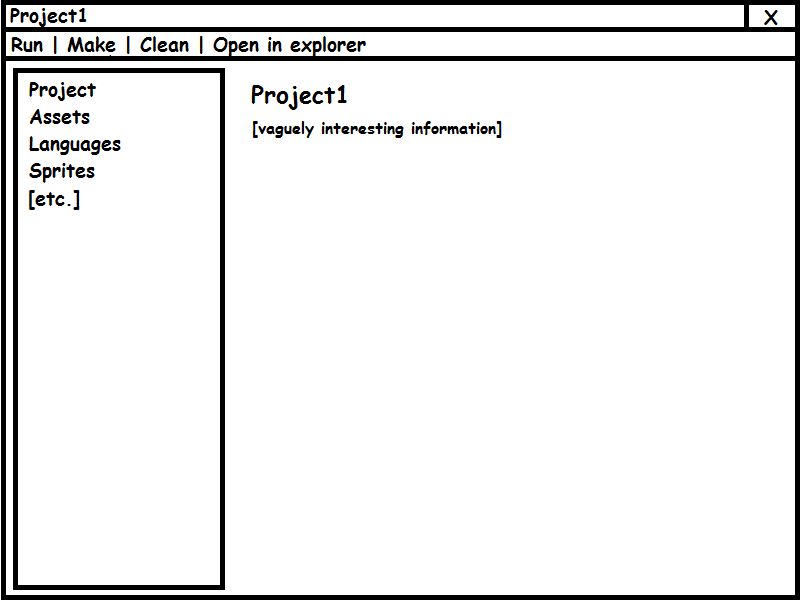 Project1
X
Run | Make | Clean | Open in explorer
Project
Assets
Languages
Sprites
[etc.]
Project1
[vaguely interesting information]